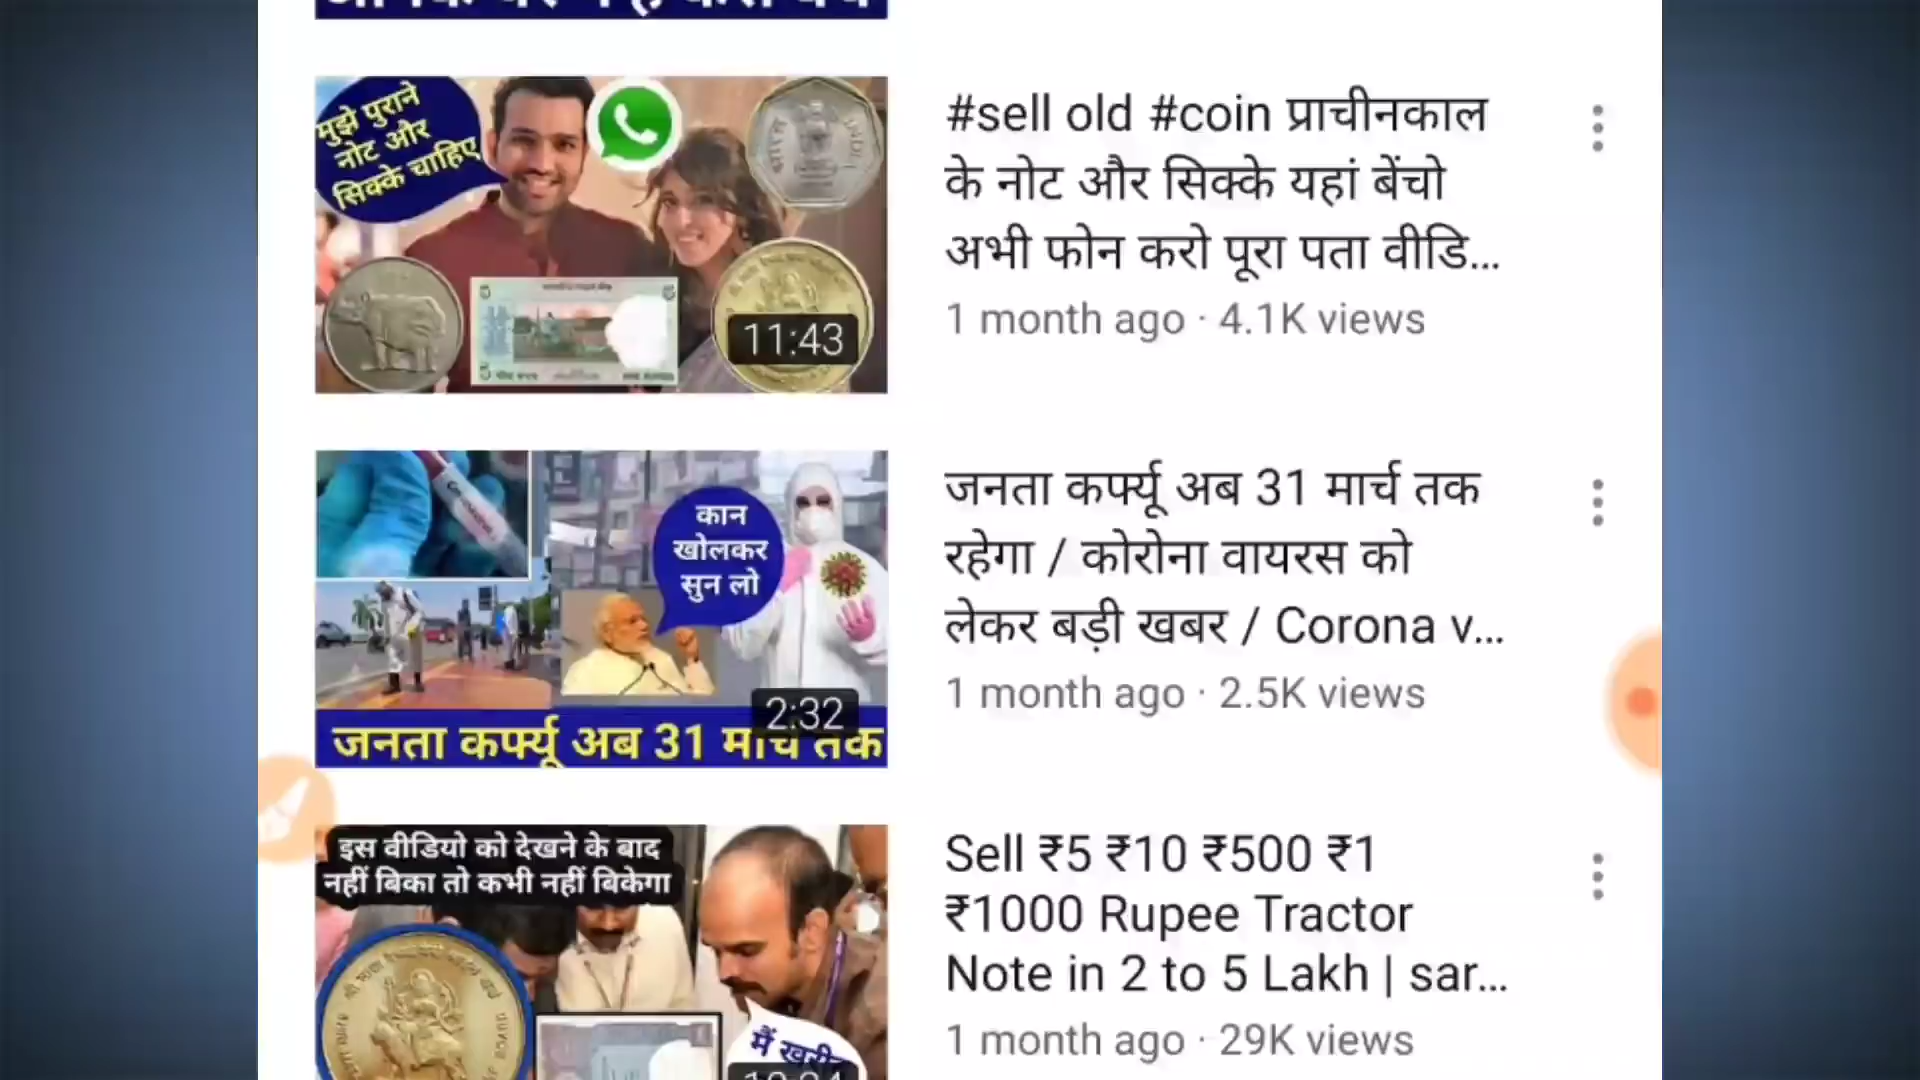 मुझे पुराने
नोट और
सिक्के चाहिए
11:43
#sell old #coin प्राचीनकाल
के नोट और सिक्के यहां बेंचो
अभी फोन करो पूरा पता वीडि...
1 month ago · 4.1K views
कान
खोलकर
सुन लो
2:32
जनता कर्फ्यू अब 31 मार्च तक
जनता कर्फ्यू अब 31 मार्च तक
रहेगा / कोरोना वायरस को
लेकर बड़ी खबर / Corona v...
1 month ago · 2.5K views
इस वीडियो को देखने के बाद
नहीं बिका तो कभी नहीं बिकेगा
मैं
Sell ₹5 ₹10 ₹500 ₹1
₹1000 Rupee Tractor
Note in 2 to 5 Lakh | sar...
1 month ago · 29K views